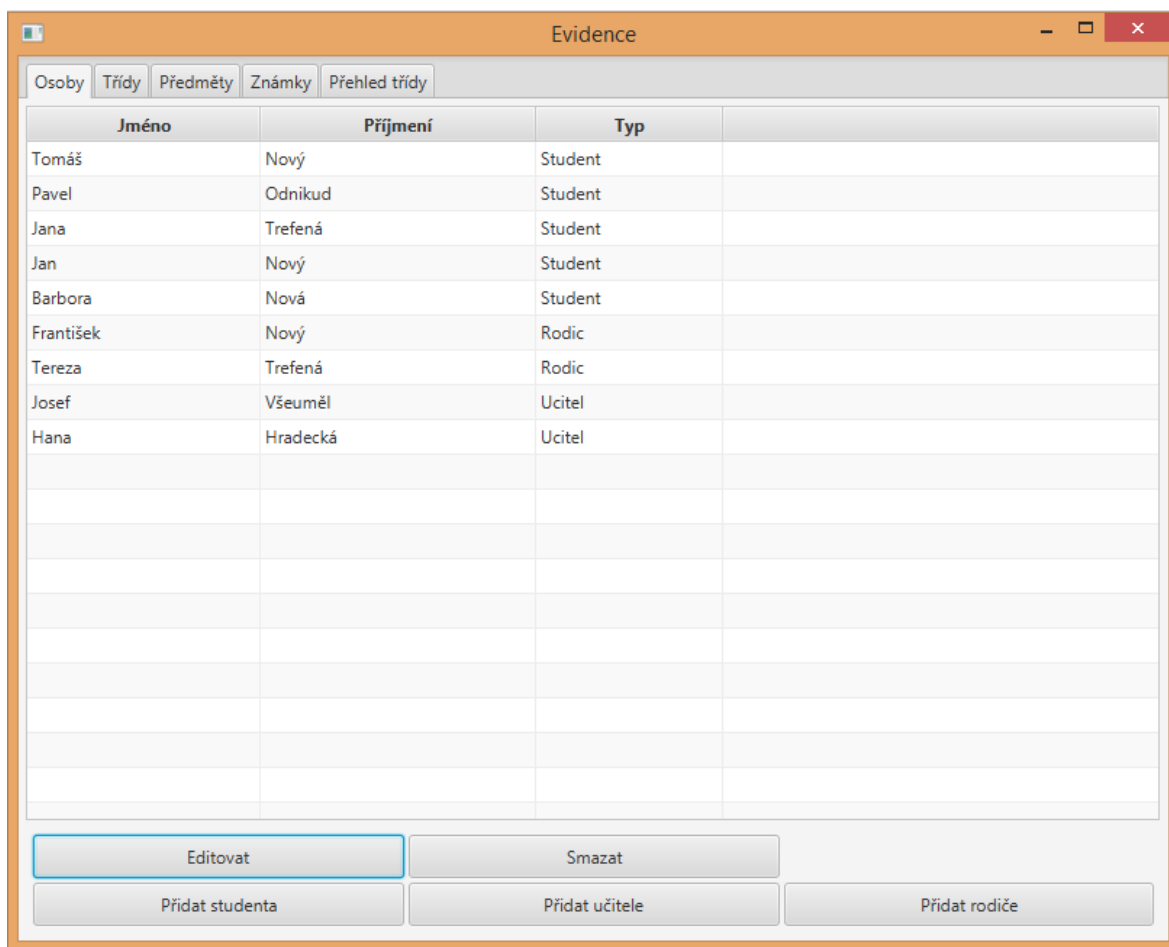 Evidence
Osoby Třídy Předměty Známky Přehled třídy
Jméno Příjmení Typ
Tomáš Nový Student
Pavel Odnikud Student
Jana Trefená Student
Jan Nový Student
Barbora Nová Student
František Nový Rodic
Tereza Trefená Rodic
Josef Všeuměl Ucitel
Hana Hradecká Ucitel
Editovat Smazat
Přidat studenta Přidat učitele Přidat rodiče